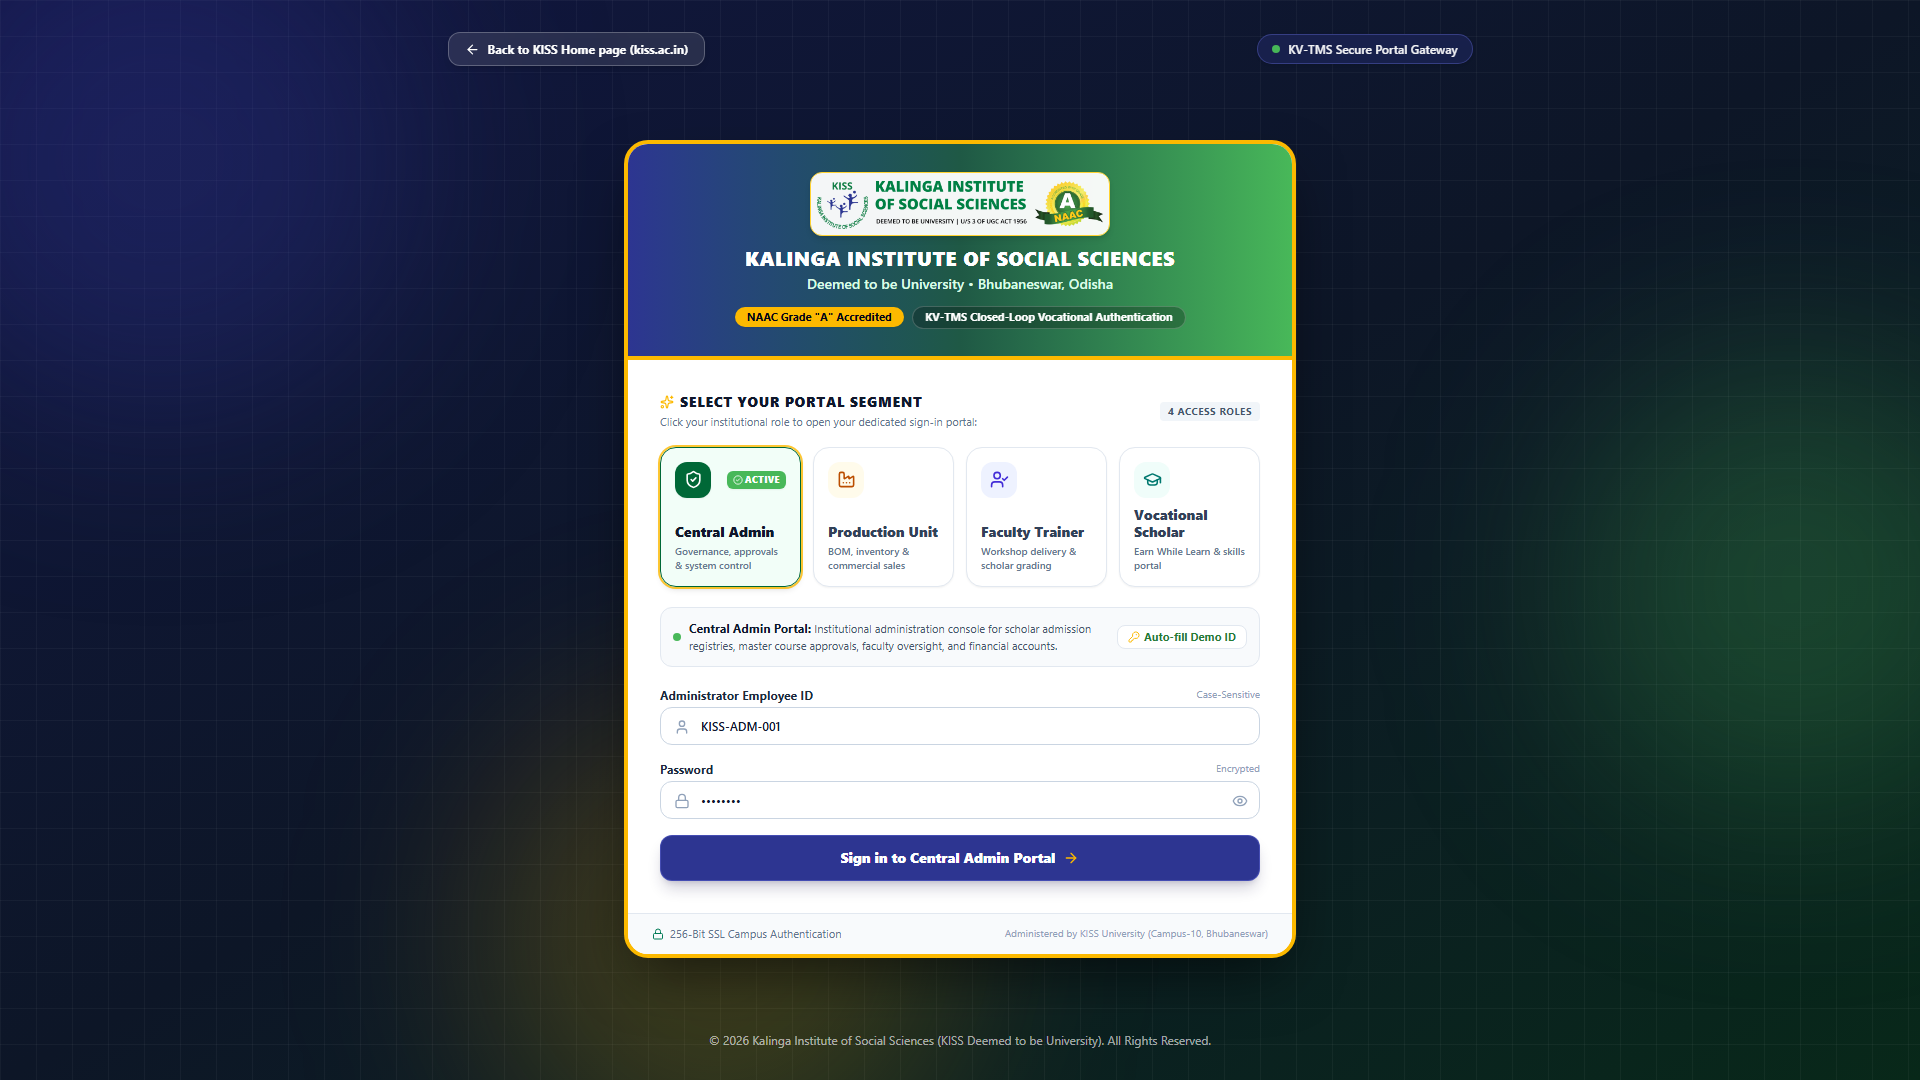 Back to KISS Home page (kiss.ac.in)
KV-TMS Secure Portal Gateway
KISS
KALINGA INSTITUTE OF SOCIAL SCIENCES
KALINGA INSTITUTE
OF SOCIAL SCIENCES
DEEMED TO BE UNIVERSITY | U/S 3 OF UGC ACT 1956
A
NAAC
KALINGA INSTITUTE OF SOCIAL SCIENCES
Deemed to be University • Bhubaneswar, Odisha
NAAC Grade "A" Accredited
KV-TMS Closed-Loop Vocational Authentication
SELECT YOUR PORTAL SEGMENT
Click your institutional role to open your dedicated sign-in portal:
4 ACCESS ROLES
ACTIVE
Central Admin
Governance, approvals
& system control
Production Unit
BOM, inventory &
commercial sales
Faculty Trainer
Workshop delivery &
scholar grading
Vocational
Scholar
Earn While Learn & skills
portal
Central Admin Portal: Institutional administration console for scholar admission
registries, master course approvals, faculty oversight, and financial accounts.
Auto-fill Demo ID
Administrator Employee ID
Case-Sensitive
KISS-ADM-001
Password
Encrypted
••••••••
Sign in to Central Admin Portal
256-Bit SSL Campus Authentication
Administered by KISS University (Campus-10, Bhubaneswar)
© 2026 Kalinga Institute of Social Sciences (KISS Deemed to be University). All Rights Reserved.